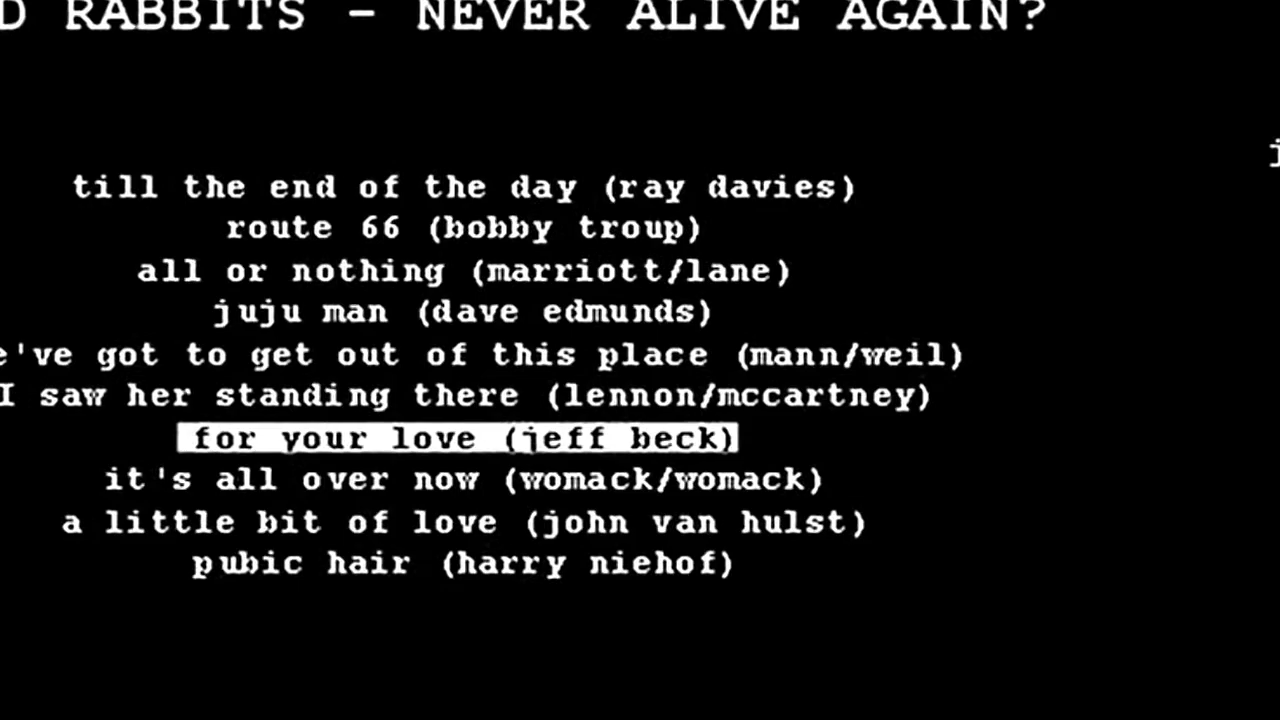 D RABBITS - NEVER ALIVE AGAIN?
till the end of the day (ray davies)
route 66 (bobby troup)
all or nothing (marriott/lane)
juju man (dave edmunds)
e've got to get out of this place (mann/weil)
I saw her standing there (lennon/mccartney)
for your love (jeff beck)
it's all over now (womack/womack)
a little bit of love (john van hulst)
pubic hair (harry niehof)